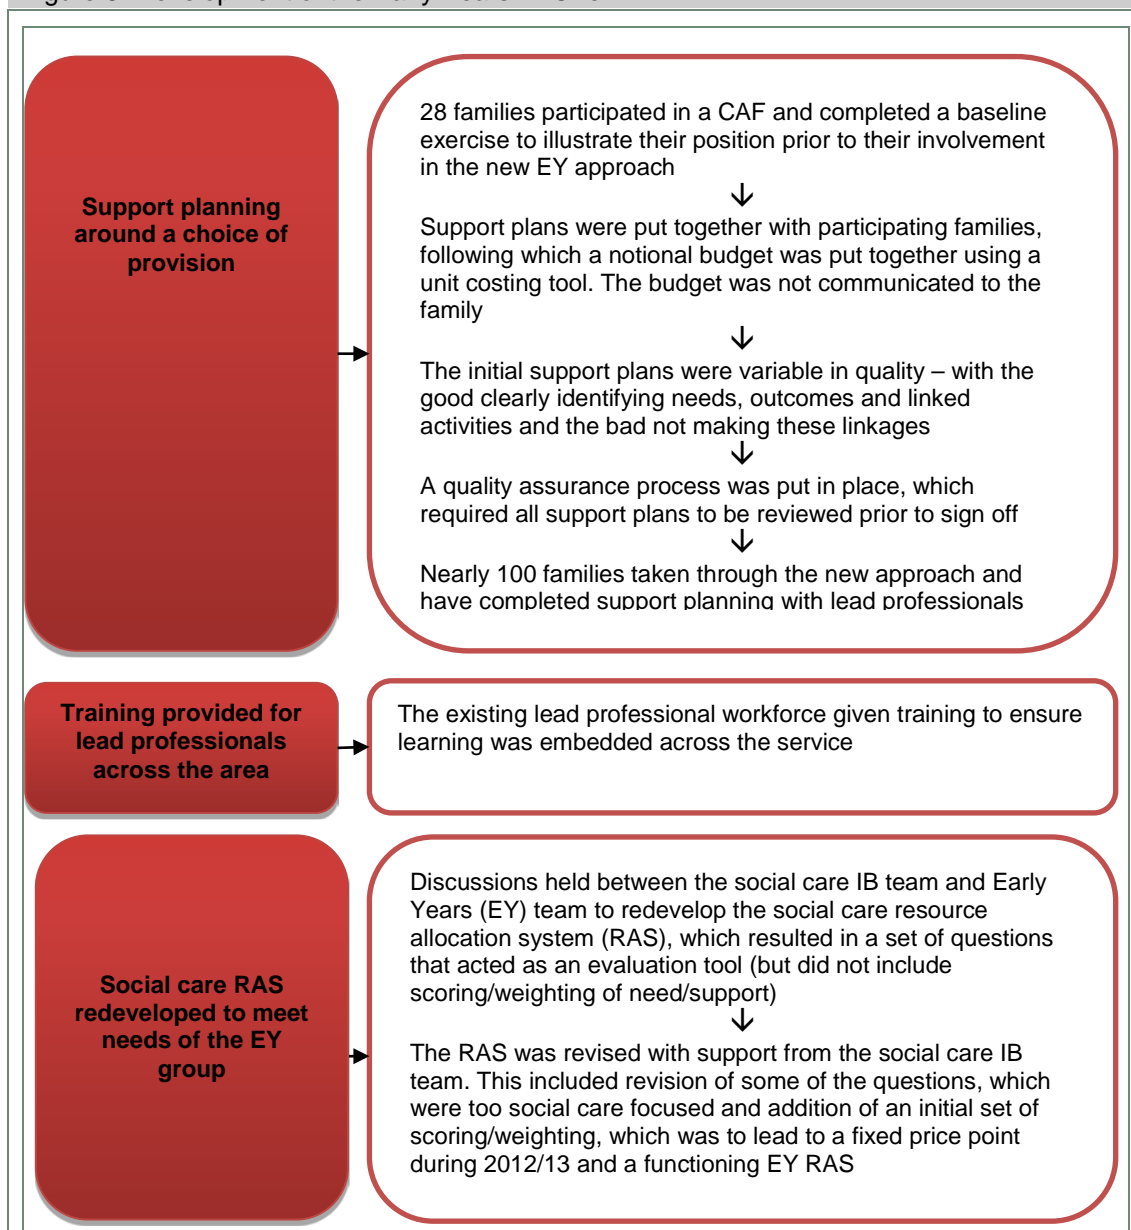 Support planning
around a choice of
provision
28 families participated in a CAF and completed a baseline
exercise to illustrate their position prior to their involvement
in the new EY approach
↓
Support plans were put together with participating families,
following which a notional budget was put together using a
unit costing tool. The budget was not communicated to the
family
↓
The initial support plans were variable in quality – with the
good clearly identifying needs, outcomes and linked
activities and the bad not making these linkages
↓
A quality assurance process was put in place, which
required all support plans to be reviewed prior to sign off
↓
Nearly 100 families taken through the new approach and
have completed support planning with lead professionals
Training provided for
lead professionals
across the area
The existing lead professional workforce given training to ensure
learning was embedded across the service
Social care RAS
redeveloped to meet
needs of the EY
group
Discussions held between the social care IB team and Early
Years (EY) team to redevelop the social care resource
allocation system (RAS), which resulted in a set of questions
that acted as an evaluation tool (but did not include
scoring/weighting of need/support)
↓
The RAS was revised with support from the social care IB
team. This included revision of some of the questions, which
were too social care focused and addition of an initial set of
scoring/weighting, which was to lead to a fixed price point
during 2012/13 and a functioning EY RAS